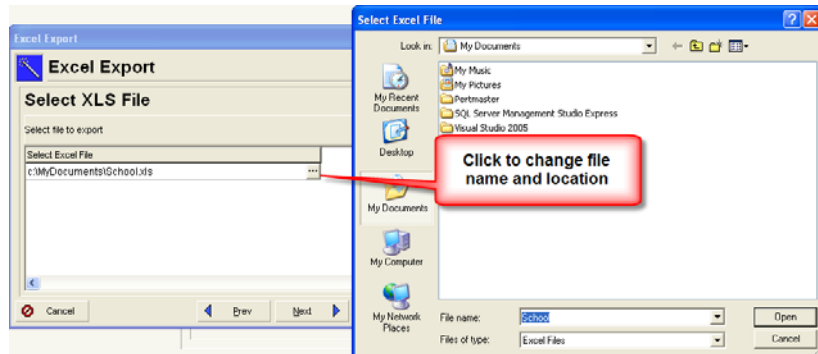 Excel Export
Excel Export
Select XLS File
Select file to export
Select Excel File
c:\MyDocuments\School.xls
...
Cancel
Prev
Next
Select Excel File
Look in:
My Documents
My Recent
Documents
Desktop
My Documents
My Computer
My Network
Places
My Music
My Pictures
Pertmaster
SQL Server Management Studio Express
Visual Studio 2005
Click to change file
name and location
File name:
School
Open
Files of type:
Excel Files
Cancel